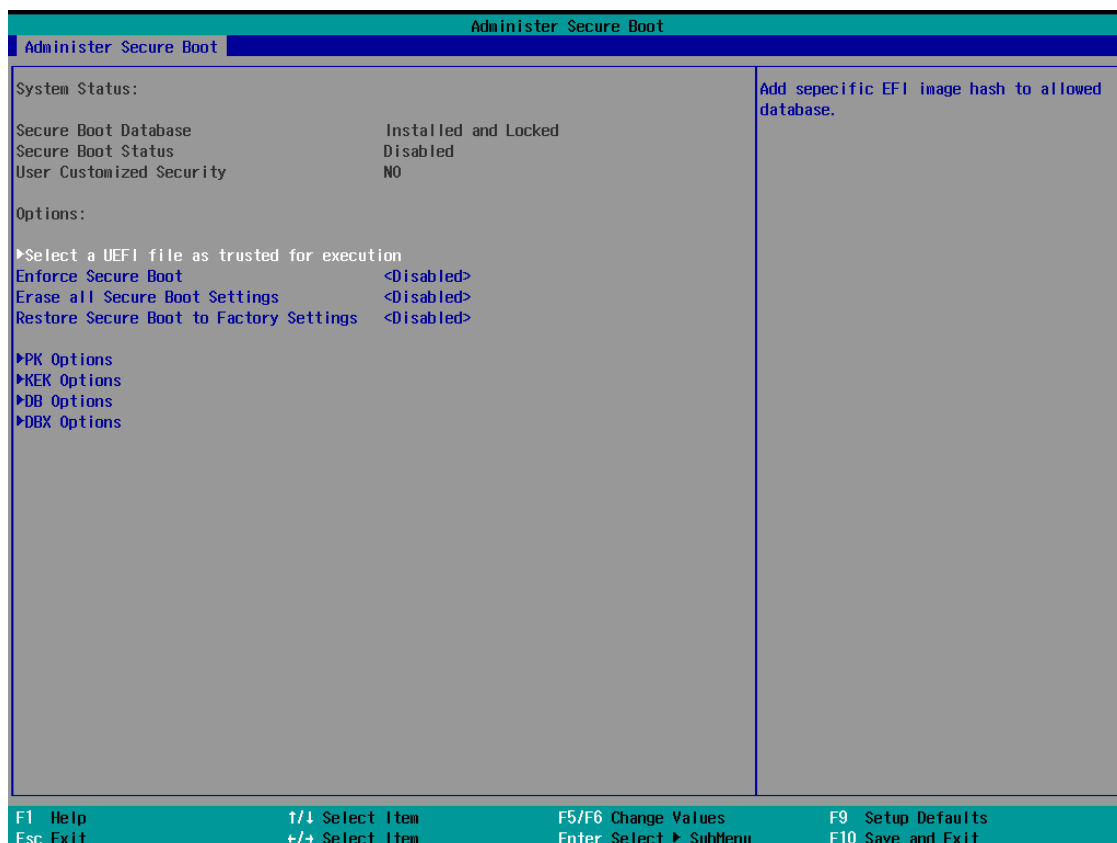 Administer Secure Boot
Administer Secure Boot
System Status:
Secure Boot Database Installed and Locked
Secure Boot Status Disabled
User Customized Security NO
Options:
▶Select a UEFI file as trusted for execution
Enforce Secure Boot <Disabled>
Erase all Secure Boot Settings <Disabled>
Restore Secure Boot to Factory Settings <Disabled>
▶PK Options
▶KEK Options
▶DB Options
▶DBX Options
Add sepecific EFI image hash to allowed
database.
F1 Help ↑/↓ Select Item F5/F6 Change Values F9 Setup Defaults
Esc Exit ←/→ Select Item Enter Select ▶ SubMenu F10 Save and Exit